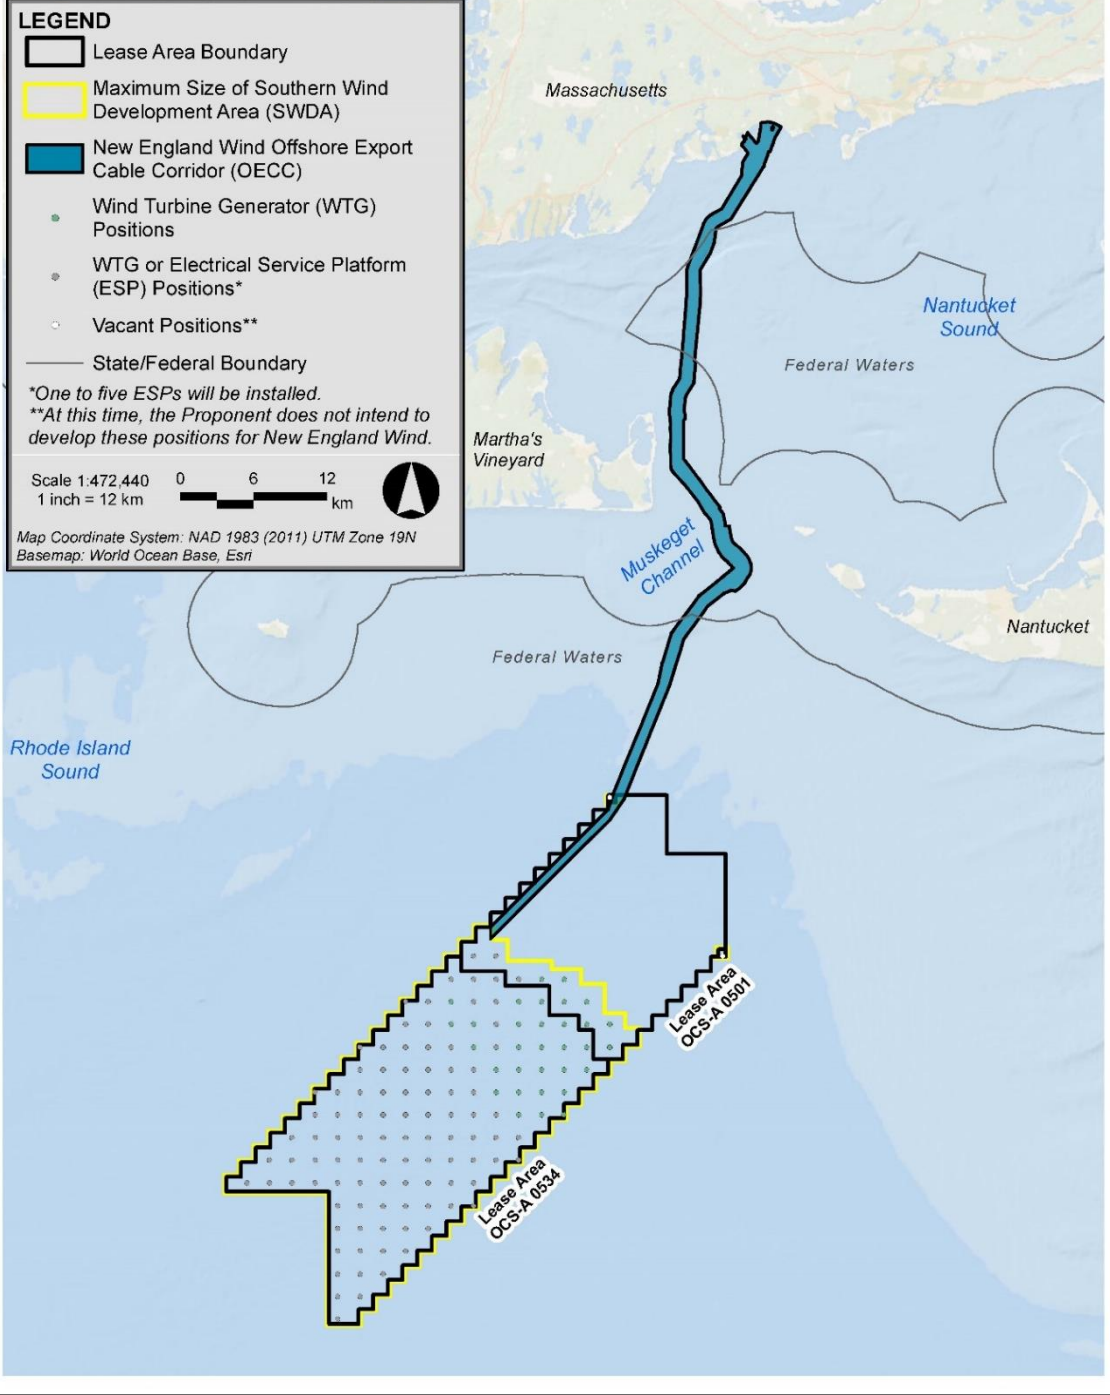 LEGEND
Lease Area Boundary
Maximum Size of Southern Wind
Development Area (SWDA)
New England Wind Offshore Export
Cable Corridor (OECC)
Wind Turbine Generator (WTG)
Positions
WTG or Electrical Service Platform
(ESP) Positions*
Vacant Positions**
State/Federal Boundary
*One to five ESPs will be installed.
**At this time, the Proponent does not intend to
develop these positions for New England Wind.
Scale 1:472,440
1 inch = 12 km
0 6 12
km
Map Coordinate System: NAD 1983 (2011) UTM Zone 19N
Basemap: World Ocean Base, Esri
Massachusetts
Nantucket
Sound
Federal Waters
Martha's
Vineyard
Muskeget
Channel
Nantucket
Federal Waters
Rhode Island
Sound
Lease Area
OCS-A 0501
Lease Area
OCS-A 0534